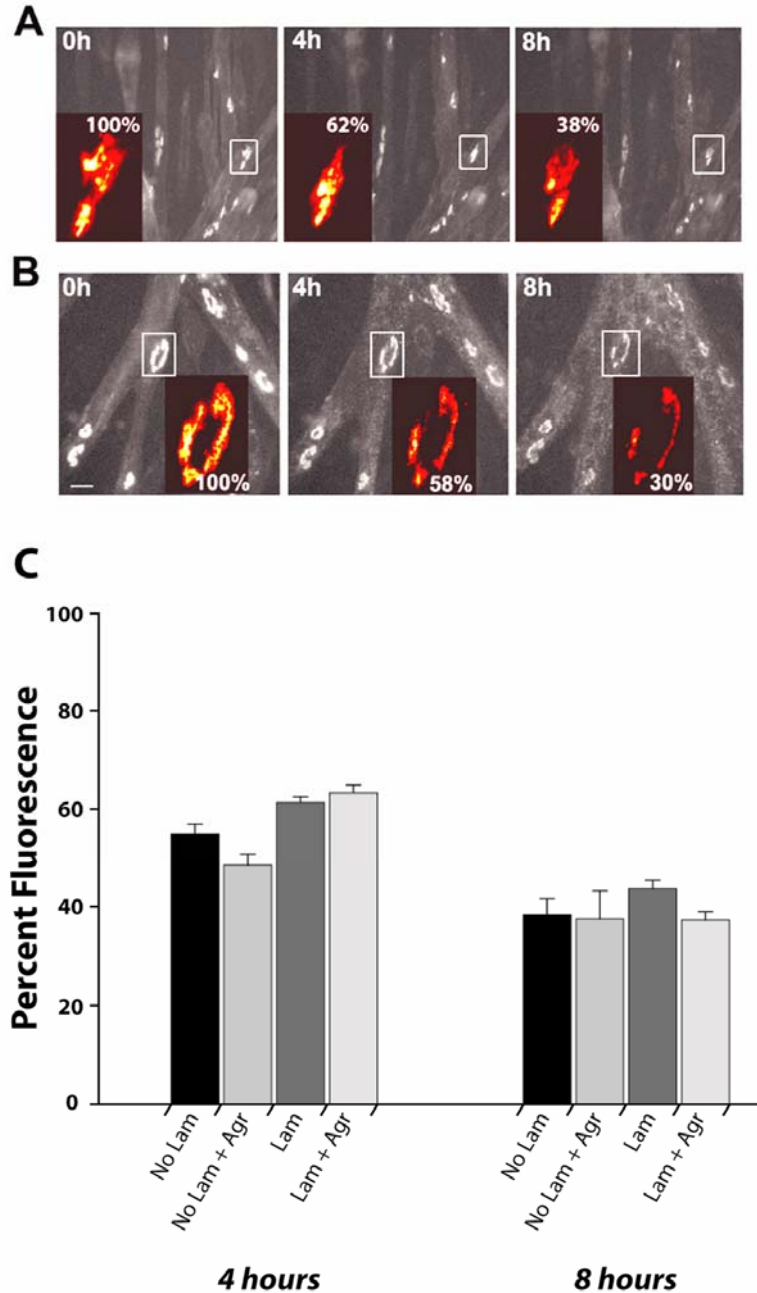 A
0h
4h
8h
100%
62%
38%
B
0h
4h
8h
100%
58%
30%
C
Percent Fluorescence
100
80
60
40
20
0
No Lam
No Lam + Agr
Lam
Lam + Agr
No Lam
No Lam + Agr
Lam
Lam + Agr
4 hours
8 hours